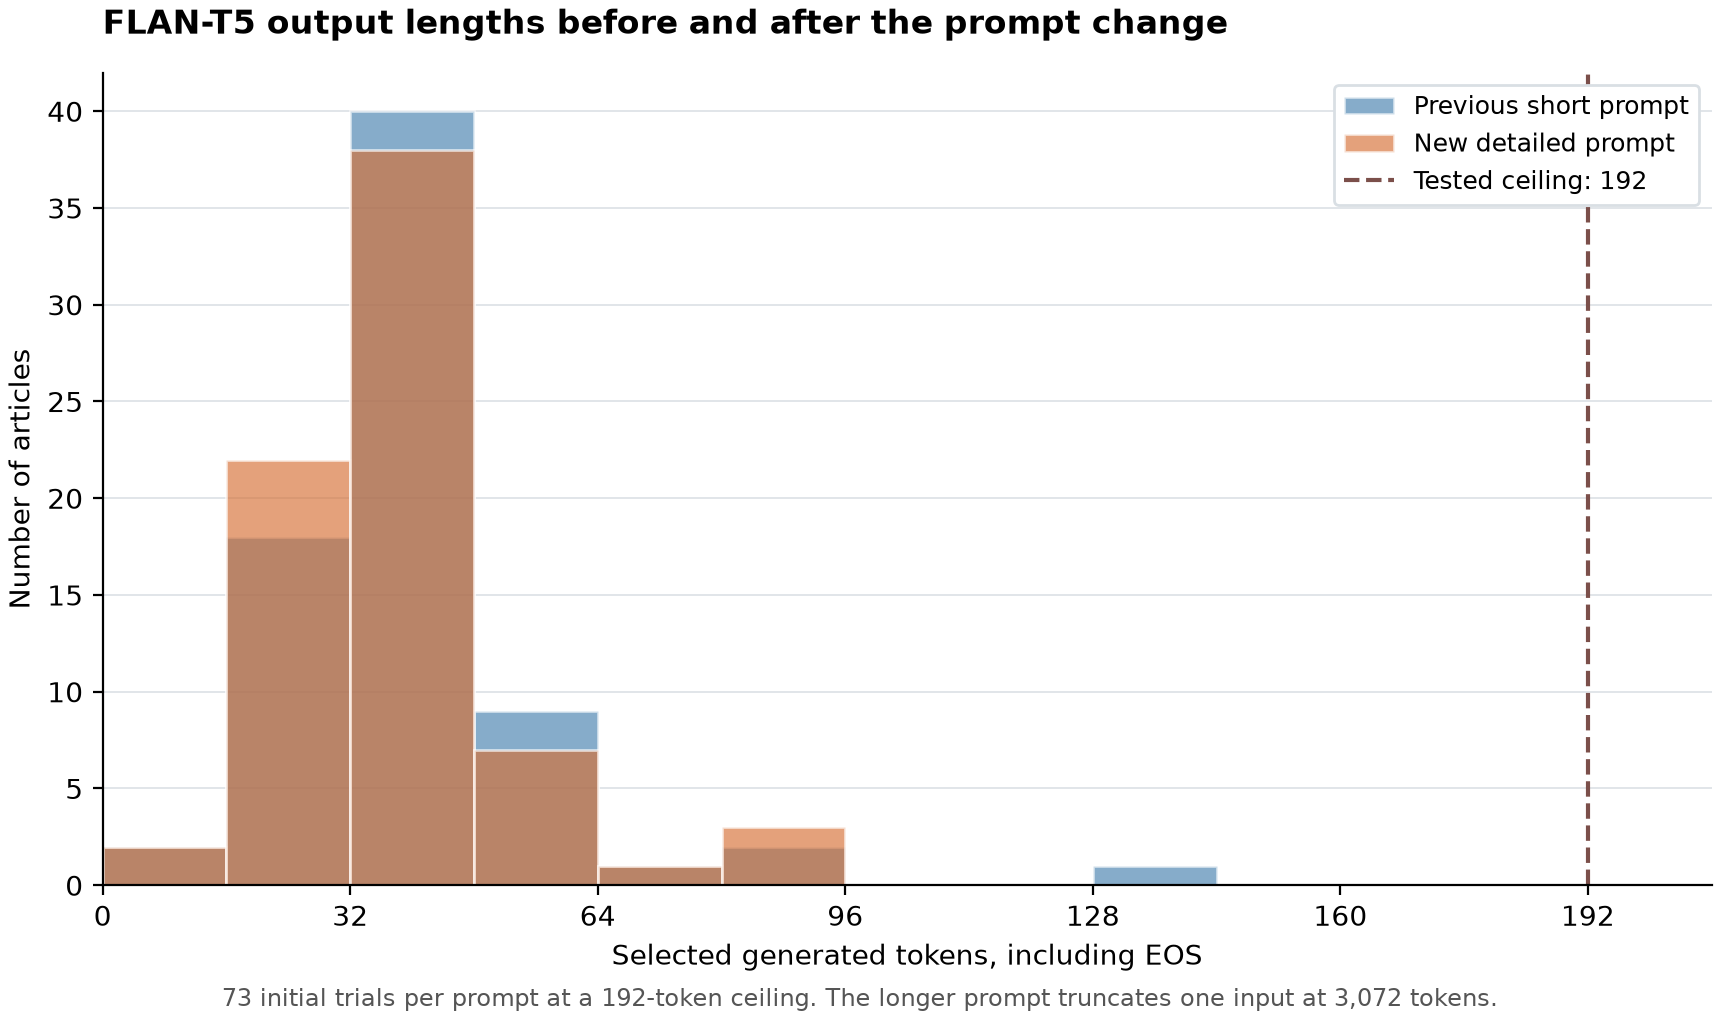 FLAN-T5 output lengths before and after the prompt change
Previous short prompt
New detailed prompt
Tested ceiling: 192
Number of articles
40
35
30
25
20
15
10
5
0
0 32 64 96 128 160 192
Selected generated tokens, including EOS
73 initial trials per prompt at a 192-token ceiling. The longer prompt truncates one input at 3,072 tokens.